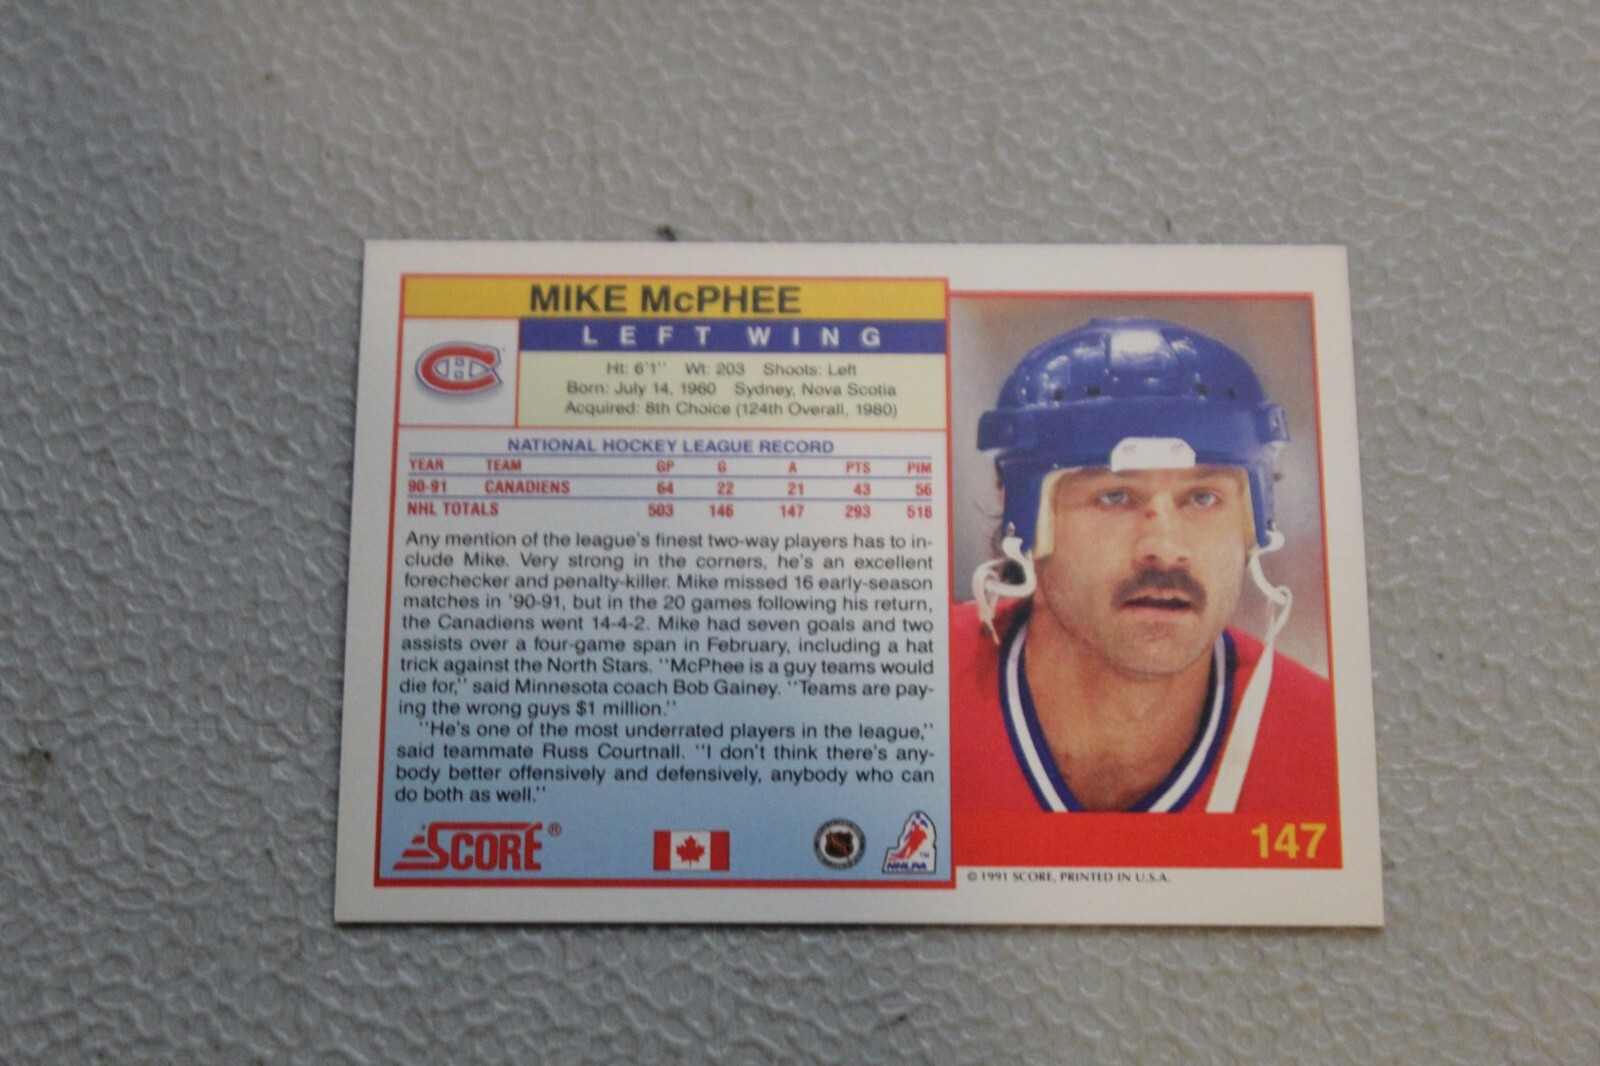 MIKE McPHEE
LEFT WING
Ht: 6'1" Wt: 203 Shoots: Left
Born: July 14, 1960 Sydney, Nova Scotia
Acquired: 8th Choice (124th Overall, 1980)
NATIONAL HOCKEY LEAGUE RECORD
YEAR TEAM GP G A PTS PIM
90-91 CANADIENS 64 22 21 43 56
NHL TOTALS 503 146 147 293 518
Any mention of the league's finest two-way players has to in-
clude Mike. Very strong in the corners, he's an excellent
forechecker and penalty-killer. Mike missed 16 early-season
matches in '90-91, but in the 20 games following his return,
the Canadiens went 14-4-2. Mike had seven goals and two
assists over a four-game span in February, including a hat
trick against the North Stars. "McPhee is a guy teams would
die for," said Minnesota coach Bob Gainey. "Teams are pay-
ing the wrong guys $1 million."
"He's one of the most underrated players in the league,"
said teammate Russ Courtnall. "I don't think there's any-
body better offensively and defensively, anybody who can
do both as well."
SCORE®
NHLPA
TM
147
© 1991 SCORE, PRINTED IN U.S.A.